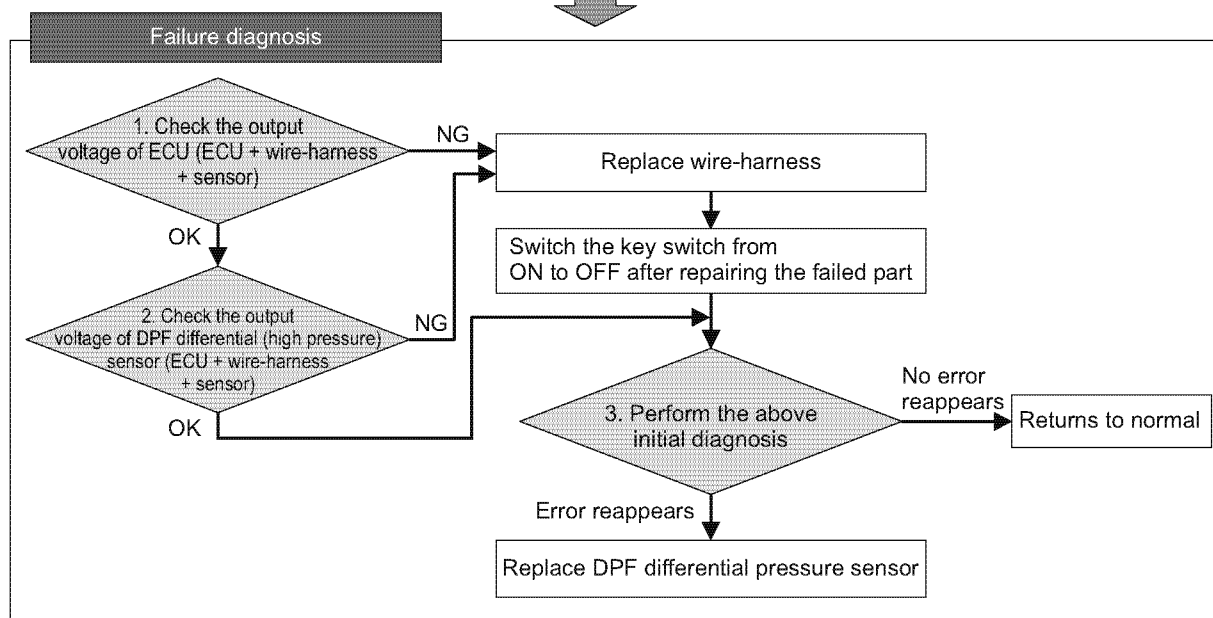 Failure diagnosis
1. Check the output
voltage of ECU (ECU + wire-harness
+ sensor)
NG
Replace wire-harness
OK
Switch the key switch from
ON to OFF after repairing the failed part
2. Check the output
voltage of DPF differential (high pressure)
sensor (ECU + wire-harness
+ sensor)
NG
OK
3. Perform the above
initial diagnosis
No error
reappears
Returns to normal
Error reappears
Replace DPF differential pressure sensor